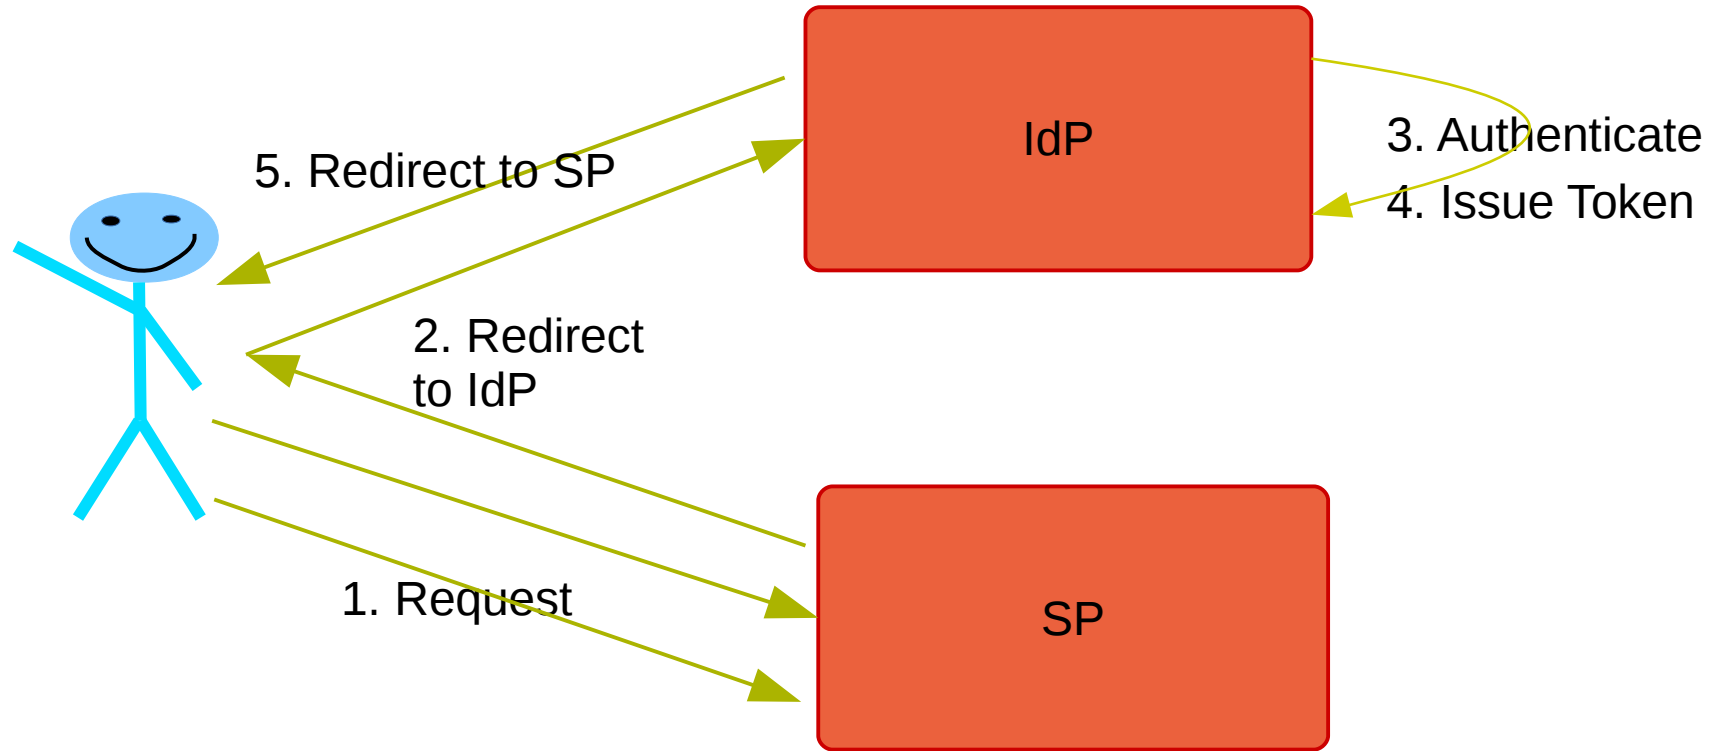 IdP
3. Authenticate
4. Issue Token
5. Redirect to SP
2. Redirect
to IdP
1. Request
SP